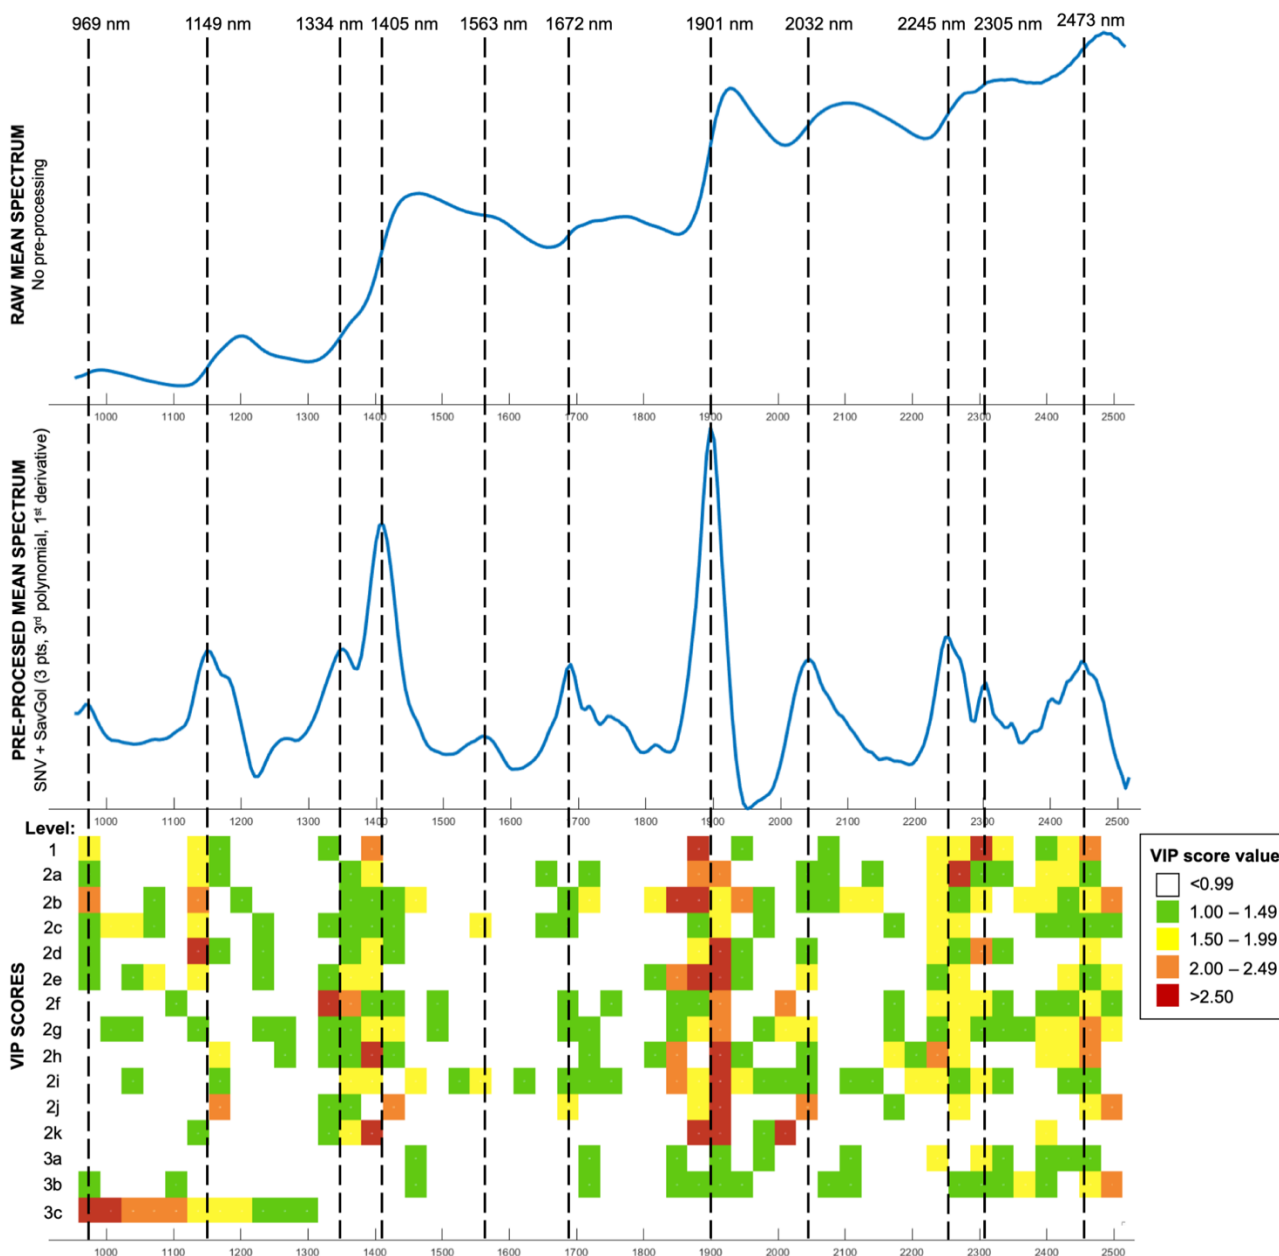 969 nm 1149 nm 1334 nm 1405 nm 1563 nm 1672 nm 1901 nm 2032 nm 2245 nm 2305 nm 2473 nm
RAW MEAN SPECTRUM
No pre-processing
1000 1100 1200 1300 1400 1500 1600 1700 1800 1900 2000 2100 2200 2300 2400 2500
PRE-PROCESED MEAN SPECTRUM
SNV + SavGol (3 pts, 3rd polynomial, 1st derivative)
1000 1100 1200 1300 1400 1500 1600 1700 1800 1900 2000 2100 2200 2300 2400 2500
Level:
VIP SCORES
1
2a
2b
2c
2d
2e
2f
2g
2h
2i
2j
2k
3a
3b
3c
1000 1100 1200 1300 1400 1500 1600 1700 1800 1900 2000 2100 2200 2300 2400 2500
VIP score value
<0.99
1.00 – 1.49
1.50 – 1.99
2.00 – 2.49
>2.50